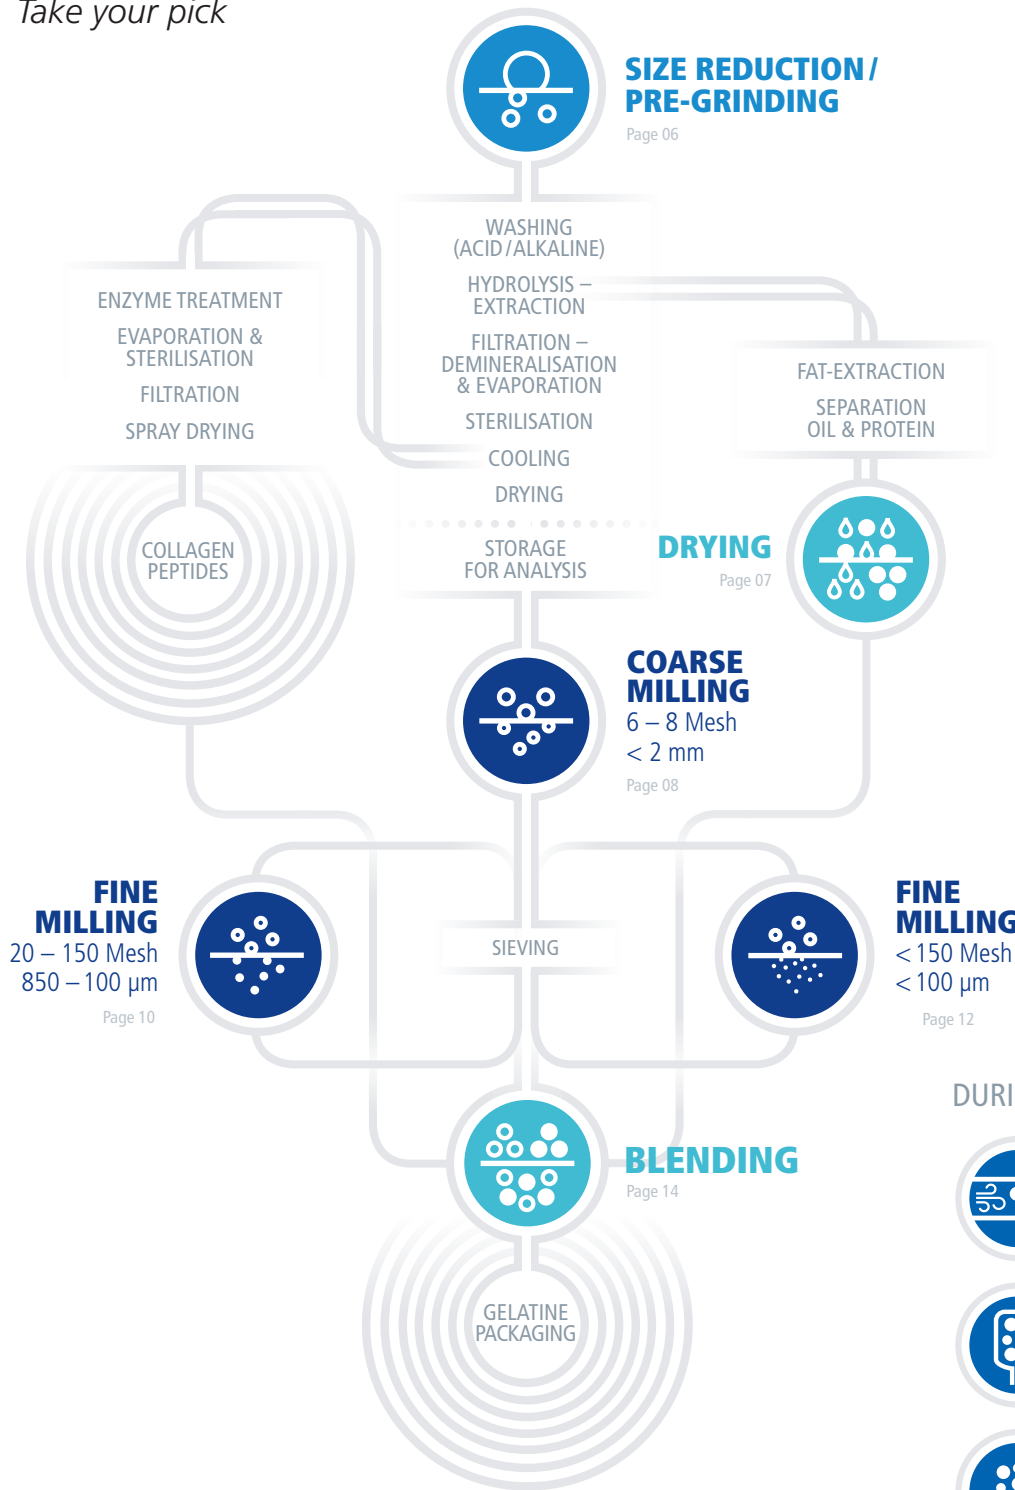 Take your pick
SIZE REDUCTION /
PRE-GRINDING
Page 06
WASHING
(ACID / ALKALINE)
HYDROLYSIS –
EXTRACTION
FILTRATION –
DEMINERALISATION
& EVAPORATION
STERILISATION
COOLING
DRYING
STORAGE
FOR ANALYSIS
ENZYME TREATMENT
EVAPORATION &
STERILISATION
FILTRATION
SPRAY DRYING
COLLAGEN
PEPTIDES
FAT-EXTRACTION
SEPARATION
OIL & PROTEIN
DRYING
Page 07
COARSE
MILLING
6 – 8 Mesh
< 2 mm
Page 08
FINE
MILLING
20 – 150 Mesh
850 – 100 µm
Page 10
SIEVING
FINE
MILLING
< 150 Mesh
< 100 µm
Page 12
DURI
BLENDING
Page 14
GELATINE
PACKAGING